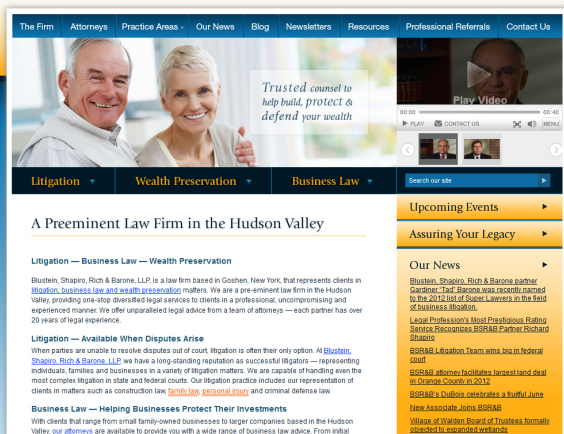 The Firm Attorneys Practice Areas Our News Blog Newsletters Resources Professional Referrals Contact Us
Trusted counsel to
help build, protect &
defend your wealth
Play Video
00:00 -00:40
PLAY CONTACT US MENU
Litigation Wealth Preservation Business Law
Search our site
A Preeminent Law Firm in the Hudson Valley
Litigation — Business Law — Wealth Preservation
Blustein, Shapiro, Rich & Barone, LLP, is a law firm based in Goshen, New York, that represents clients in
litigation, business law and wealth preservation matters. We are a pre-eminent law firm in the Hudson
Valley, providing one-stop diversified legal services to clients in a professional, uncompromising and
experienced manner. We offer unparalleled legal advice from a team of attorneys — each partner has over
20 years of legal experience.
Litigation — Available When Disputes Arise
When parties are unable to resolve disputes out of court, litigation is often their only option. At Blustein,
Shapiro, Rich & Barone, LLP we have a long-standing reputation as successful litigators — representing
individuals, families and businesses in a variety of litigation matters. We are capable of handling even the
most complex litigation in state and federal courts. Our litigation practice includes our representation of
clients in matters such as construction law, family law, personal injury and criminal defense law.
Business Law — Helping Businesses Protect Their Investments
With clients that range from small family-owned businesses to larger companies based in the Hudson
Valley, our attorneys are available to provide you with a wide range of business law advice. From initial
Upcoming Events
Assuring Your Legacy
Our News
Blustein, Shapiro, Rich & Barone partner
Gardiner "Tad" Barone was recently named
to the 2012 list of Super Lawyers in the field
of business litigation.
Legal Profession's Most Prestigious Rating
Service Recognizes BSR&B Partner Richard
Shapiro
BSR&B Litigation Team wins big in federal
court
BSR&B attorney facilitates largest land deal
in Orange County in 2012
BSR&B's DuBois celebrates a fruitful June
New Associate Joins BSR&B
Village of Walden Board of Trustees formally
objected to expanded wetlands